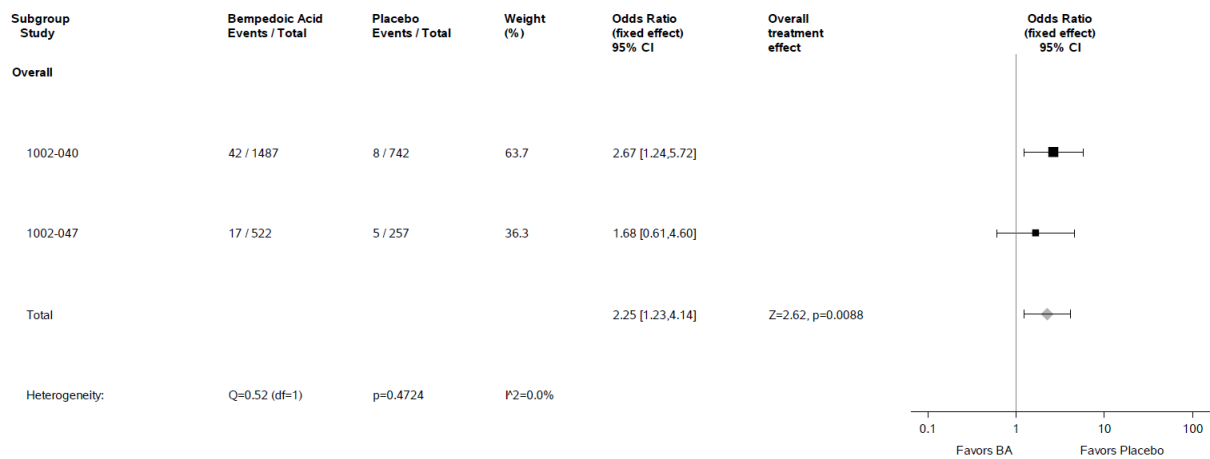 Subgroup Bempedoic Acid Placebo Weight Odds Ratio Overall Odds Ratio
Study Events / Total Events / Total (%) (fixed effect) treatment (fixed effect)
95% CI effect 95% CI
Overall
1002-040 42 / 1487 8 / 742 63.7 2.67 [1.24,5.72]
1002-047 17 / 522 5 / 257 36.3 1.68 [0.61,4.60]
Total 2.25 [1.23,4.14] Z=2.62, p=0.0088
Heterogeneity: Q=0.52 (df=1) p=0.4724 I^2=0.0%
0.1 1 10 100
Favors BA Favors Placebo